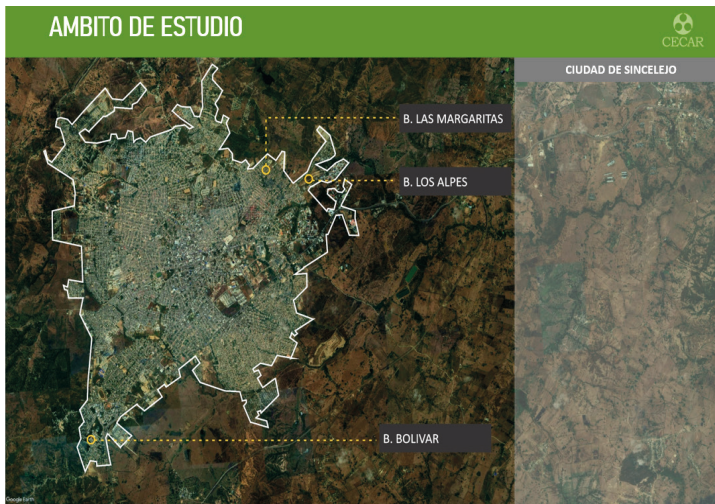 AMBITO DE ESTUDIO
CECAR
CIUDAD DE SINCELEJO
B. LAS MARGARITAS
B. LOS ALPES
B. BOLIVAR
Google Earth